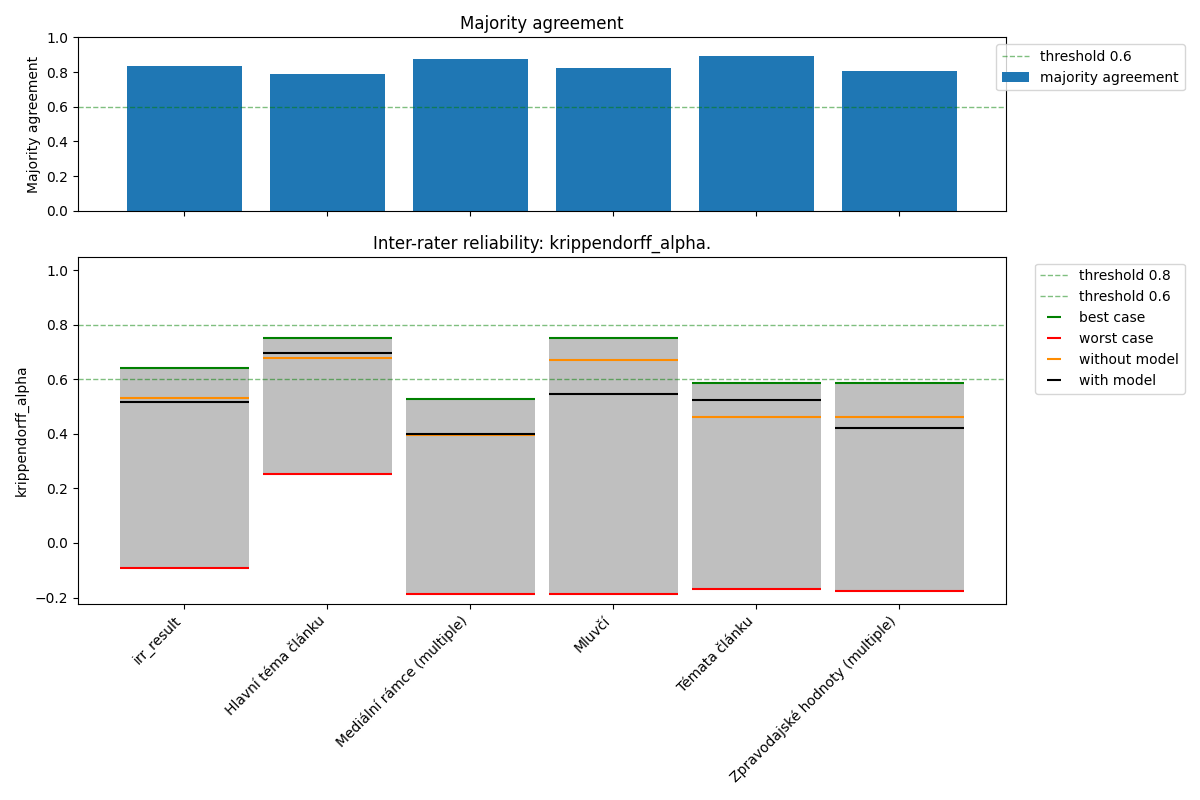 Majority agreement
1.0
0.8
0.6
0.4
0.2
0.0
Majority agreement
threshold 0.6
majority agreement
Inter-rater reliability: krippendorff_alpha.
1.0
0.8
0.6
0.4
0.2
0.0
−0.2
krippendorff_alpha
threshold 0.8
threshold 0.6
best case
worst case
without model
with model
irr_result
Hlavní téma článku
Mediální rámce (multiple)
Mluvčí
Témata článku
Zpravodajské hodnoty (multiple)